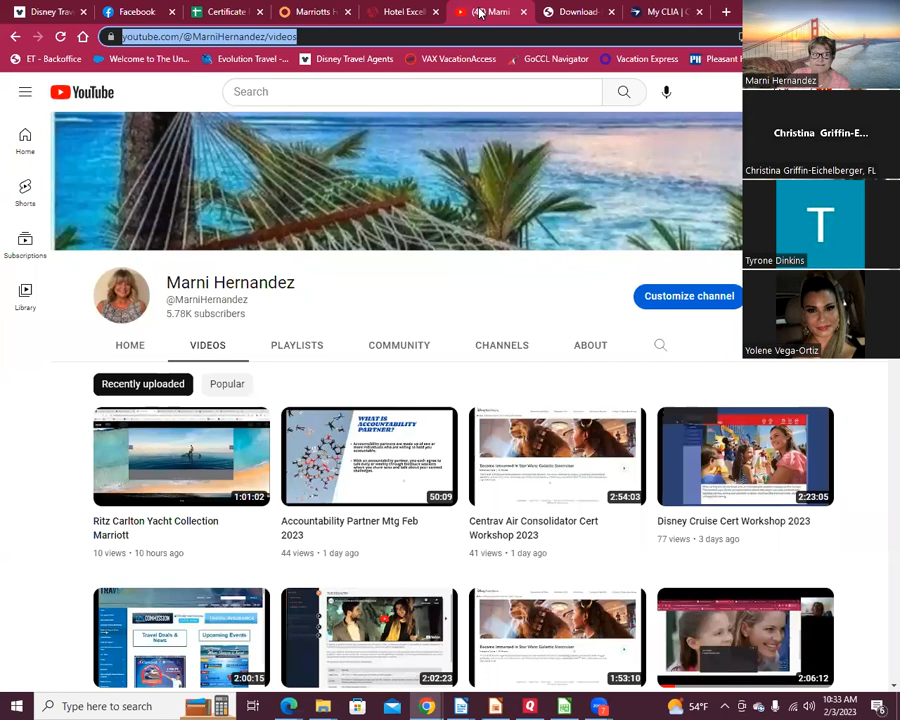 Disney Trav
Facebook
Certificate
Marriotts H
Hotel Excell
(4) Marni
Download-
My CLIA | C
youtube.com/@MarniHernandez/videos
ET - Backoffice
Welcome to The Un
Evolution Travel -...
Disney Travel Agents
VAX VacationAccess
GoCCL Navigator
Vacation Express
Pleasant
YouTube
Search
Home
Shorts
Subscriptions
Library
Marni Hernandez
Christina Griffin-E...
Christina Griffin-Eichelberger, FL
T
Tyrone Dinkins
Yolene Vega-Ortiz
Marni Hernandez
@MarniHernandez
5.78K subscribers
Customize channel
HOME
VIDEOS
PLAYLISTS
COMMUNITY
CHANNELS
ABOUT
Recently uploaded
Popular
1:01:02
WHAT IS
ACCOUNTABILITY
PARTNER?
50:09
2:54:03
2:23:05
Ritz Carlton Yacht Collection
Marriott
10 views • 10 hours ago
Accountability Partner Mtg Feb
2023
44 views • 1 day ago
Centrav Air Consolidator Cert
Workshop 2023
41 views • 1 day ago
Disney Cruise Cert Workshop 2023
77 views • 3 days ago
Travel Deals &
News
Upcoming Events
2:00:15
2:02:23
1:53:10
2:06:12
Type here to search
54°F
10:33 AM
2/3/2023
6